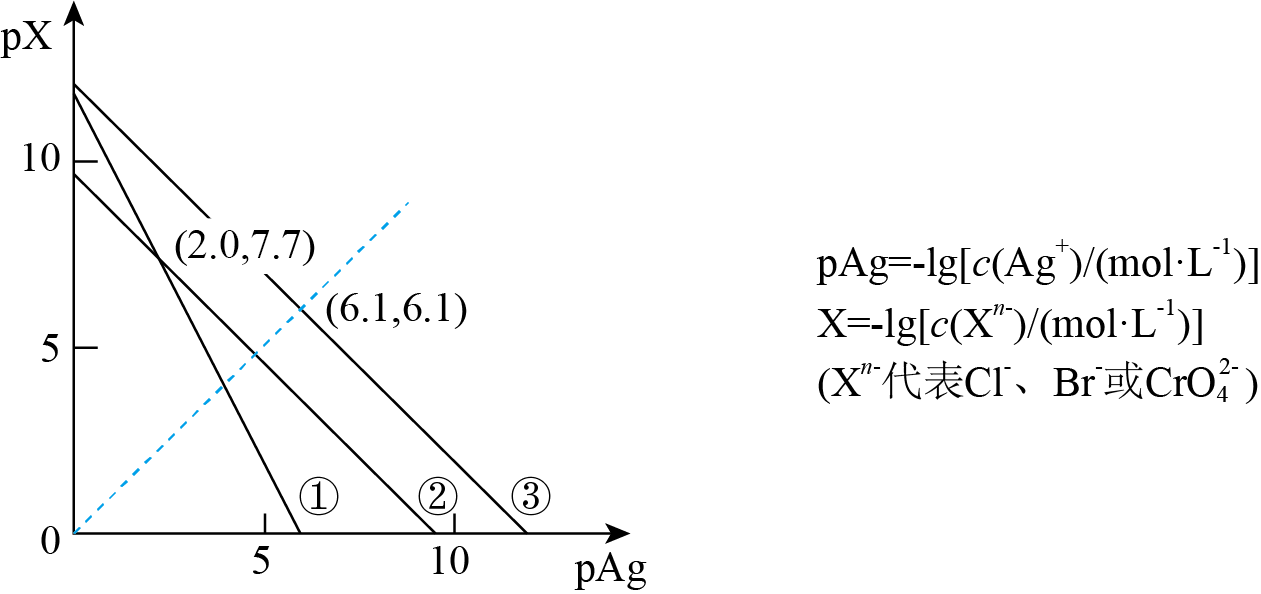 pX
10
(2.0,7.7)
(6.1,6.1)
5
① ② ③
0
5 10 pAg
pAg=-lg[c(Ag⁺)/(mol·L⁻¹)]
X=-lg[c(Xⁿ⁻)/(mol·L⁻¹)]
(Xⁿ⁻代表Cl⁻、Br⁻或CrO₄²⁻)